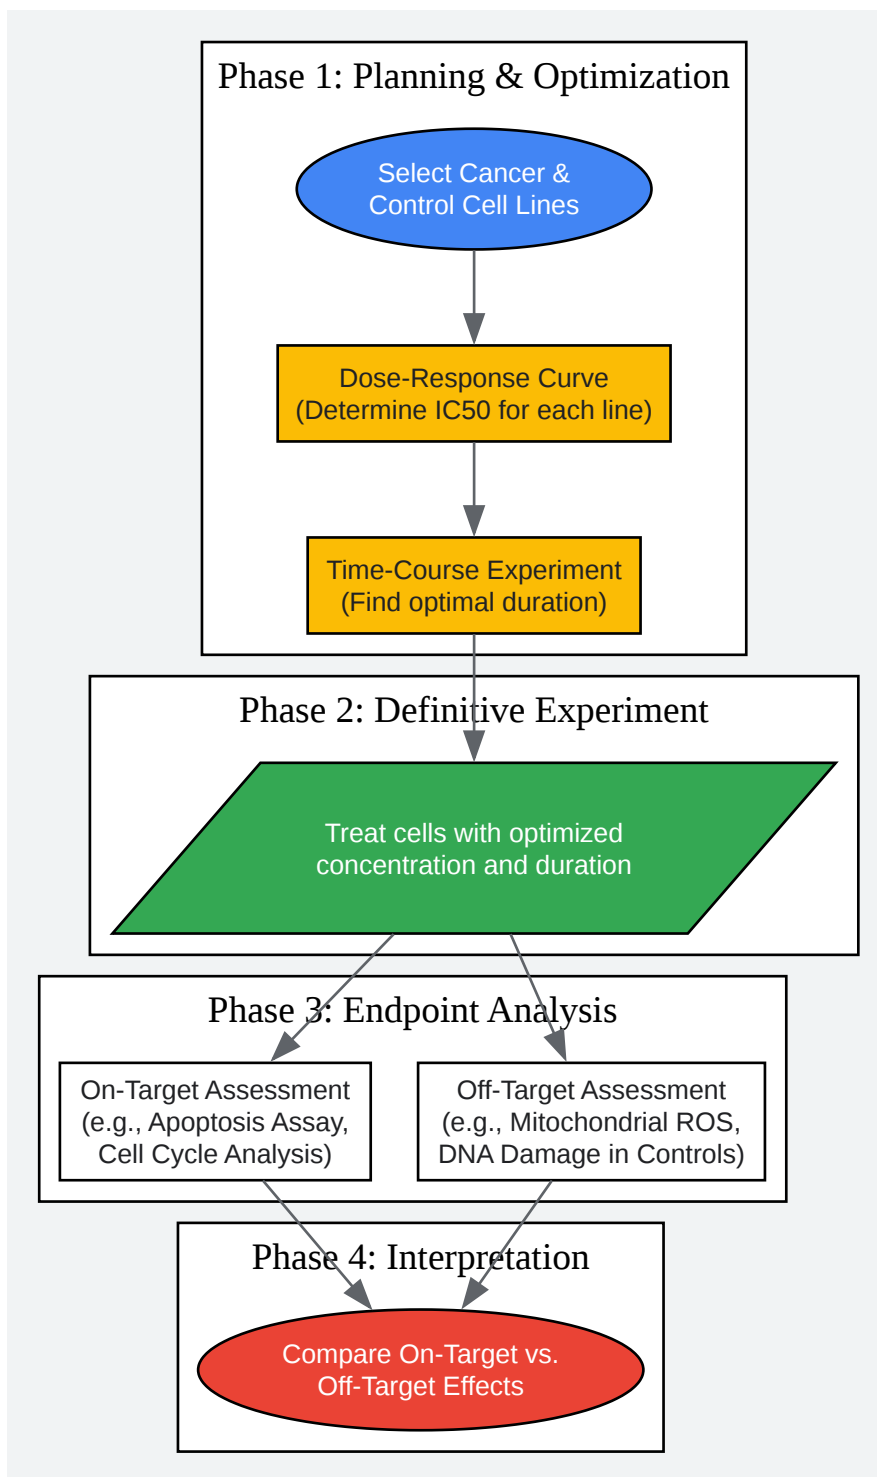 Phase 1: Planning & Optimization
Select Cancer &
Control Cell Lines
Dose-Response Curve
(Determine IC50 for each line)
Time-Course Experiment
(Find optimal duration)
Phase 2: Definitive Experiment
Treat cells with optimized
concentration and duration
Phase 3: Endpoint Analysis
On-Target Assessment
(e.g., Apoptosis Assay,
Cell Cycle Analysis)
Off-Target Assessment
(e.g., Mitochondrial ROS,
DNA Damage in Controls)
Phase 4: Interpretation
Compare On-Target vs.
Off-Target Effects